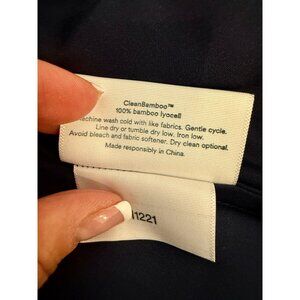 CleanBamboo™
100% bamboo lyocell
achine wash cold with like fabrics. Gentle cycle.
Line dry or tumble dry low. Iron low.
Avoid bleach and fabric softener. Dry clean optional.
Made responsibly in China.
1221